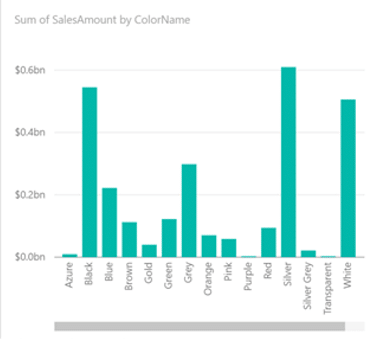 Sum of SalesAmount by ColorName
$0.6bn
$0.4bn
$0.2bn
$0.0bn
Azure
Black
Blue
Brown
Gold
Green
Grey
Orange
Pink
Purple
Red
Silver
Silver Grey
Transparent
White